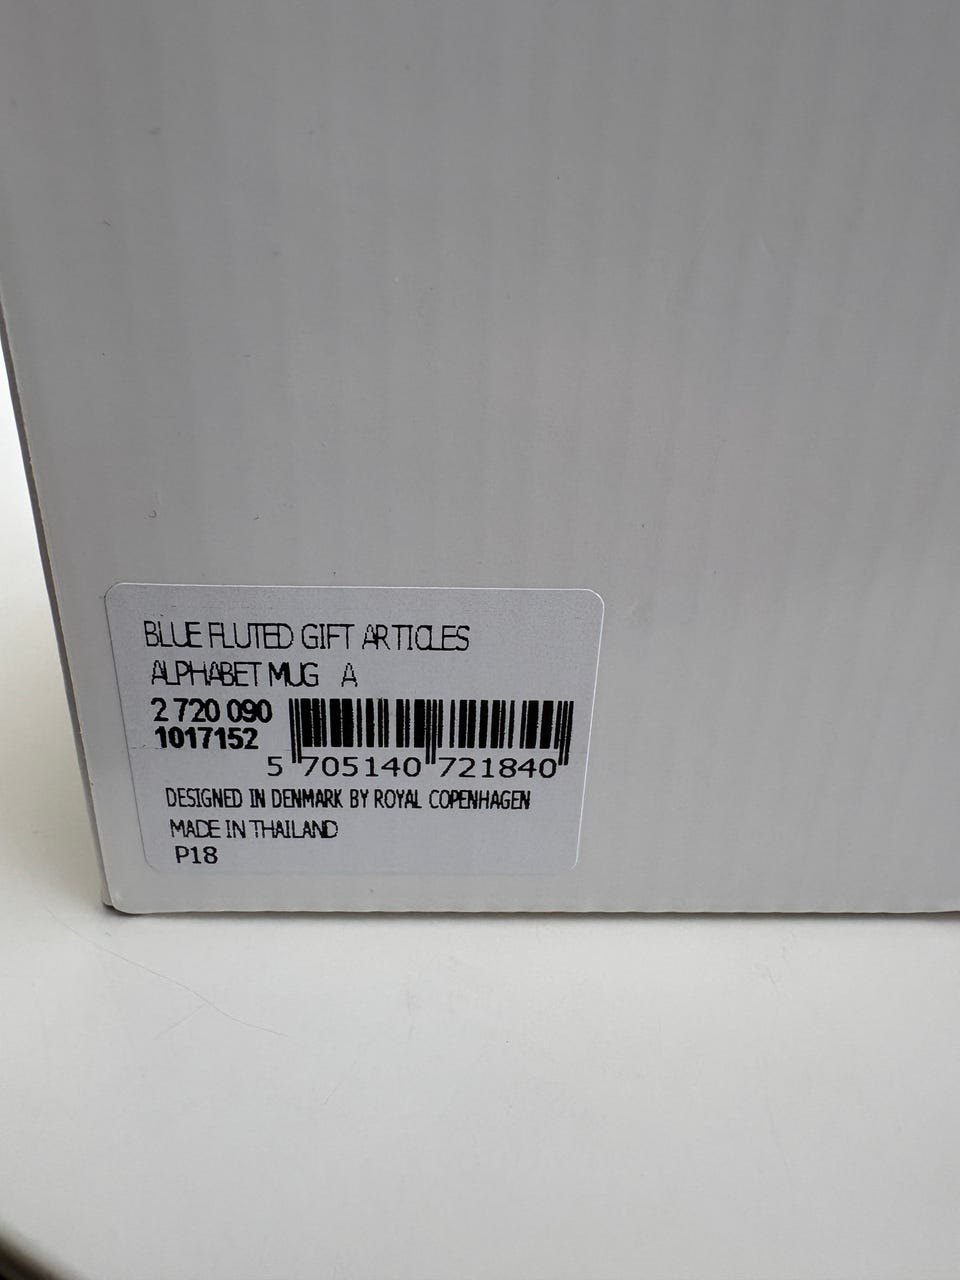 BLUE FLUTED GIFT ARTICLES
ALPHABET MUG A
2 720 090
1017152
5 705140 721840
DESIGNED IN DENMARK BY ROYAL COPENHAGEN
MADE IN THAILAND
P18